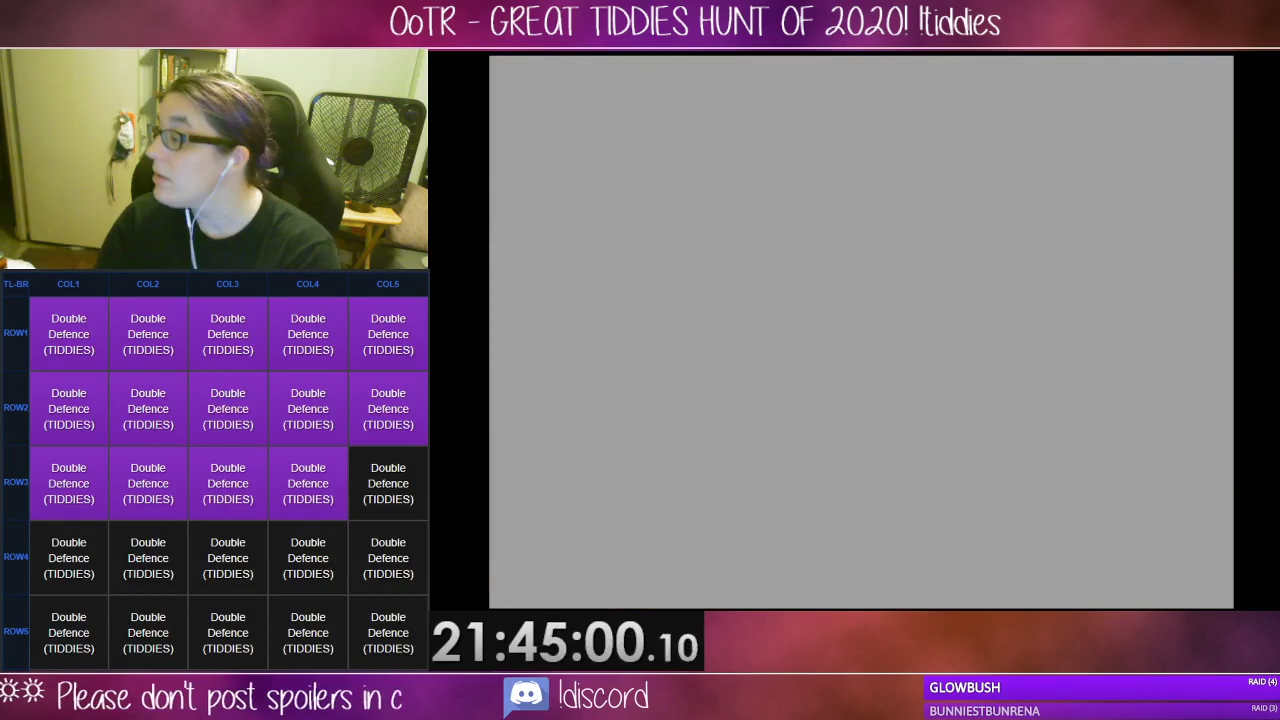 OoTR - GREAT TIDDIES HUNT OF 2020! !tiddies
TL-BR COL1 COL2 COL3 COL4 COL5
ROW1 Double Defence (TIDDIES) Double Defence (TIDDIES) Double Defence (TIDDIES) Double Defence (TIDDIES) Double Defence (TIDDIES)
ROW2 Double Defence (TIDDIES) Double Defence (TIDDIES) Double Defence (TIDDIES) Double Defence (TIDDIES) Double Defence (TIDDIES)
ROW3 Double Defence (TIDDIES) Double Defence (TIDDIES) Double Defence (TIDDIES) Double Defence (TIDDIES) Double Defence (TIDDIES)
ROW4 Double Defence (TIDDIES) Double Defence (TIDDIES) Double Defence (TIDDIES) Double Defence (TIDDIES) Double Defence (TIDDIES)
ROW5 Double Defence (TIDDIES) Double Defence (TIDDIES) Double Defence (TIDDIES) Double Defence (TIDDIES) Double Defence (TIDDIES)
21:45:00.10
Please don't post spoilers in c
!discord
GLOWBUSH RAID (4)
BUNNIESTBUNRENA RAID (3)